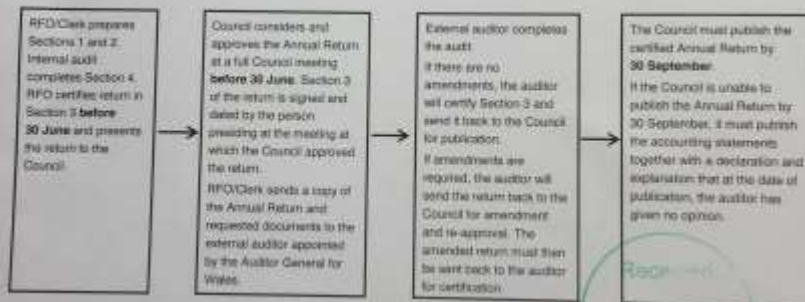 RFO/Clerk prepares
Sections 1 and 2.
Internal audit
completes Section 4.
RFO certifies return in
Section 3 before
30 June and presents
the return to the
Council.
Council considers and
approves the Annual Return
at a full Council meeting
before 30 June. Section 3
of the return is signed and
dated by the person
presiding at the meeting at
which the Council approved
the return.
RFO/Clerk sends a copy of
the Annual Return and
requested documents to the
external auditor appointed
by the Auditor General for
Wales.
External auditor completes
the audit.
If there are no
amendments, the auditor
will certify Section 3 and
send it back to the Council
for publication.
If amendments are
required, the auditor will
send the return back to the
Council for amendment
and re-approval. The
amended return must then
be sent back to the auditor
for certification.
The Council must publish the
certified Annual Return by
30 September.
If the Council is unable to
publish the Annual Return by
30 September, it must publish
the accounting statements
together with a declaration and
explanation that at the date of
publication, the auditor has
given no opinion.
Received